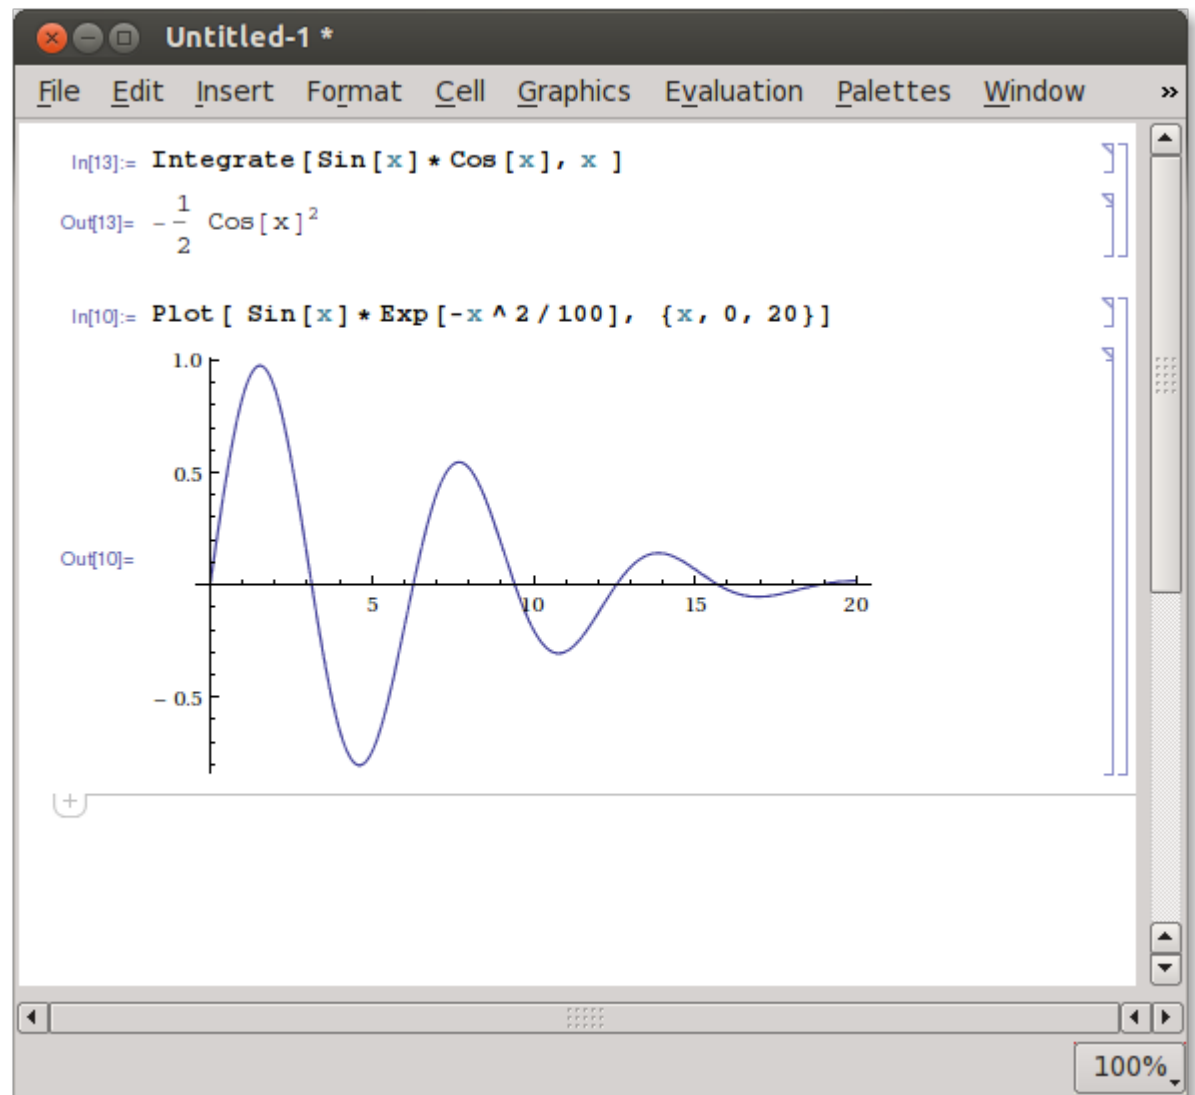 Untitled-1 *
File Edit Insert Format Cell Graphics Evaluation Palettes Window »
In[13]:= Integrate[Sin[x] * Cos[x], x ]
Out[13]= -1/2 Cos[x]^2
In[10]:= Plot[ Sin[x] * Exp[-x ^ 2 / 100], {x, 0, 20}]
1.0
0.5
Out[10]=
5 10 15 20
- 0.5
+
100%